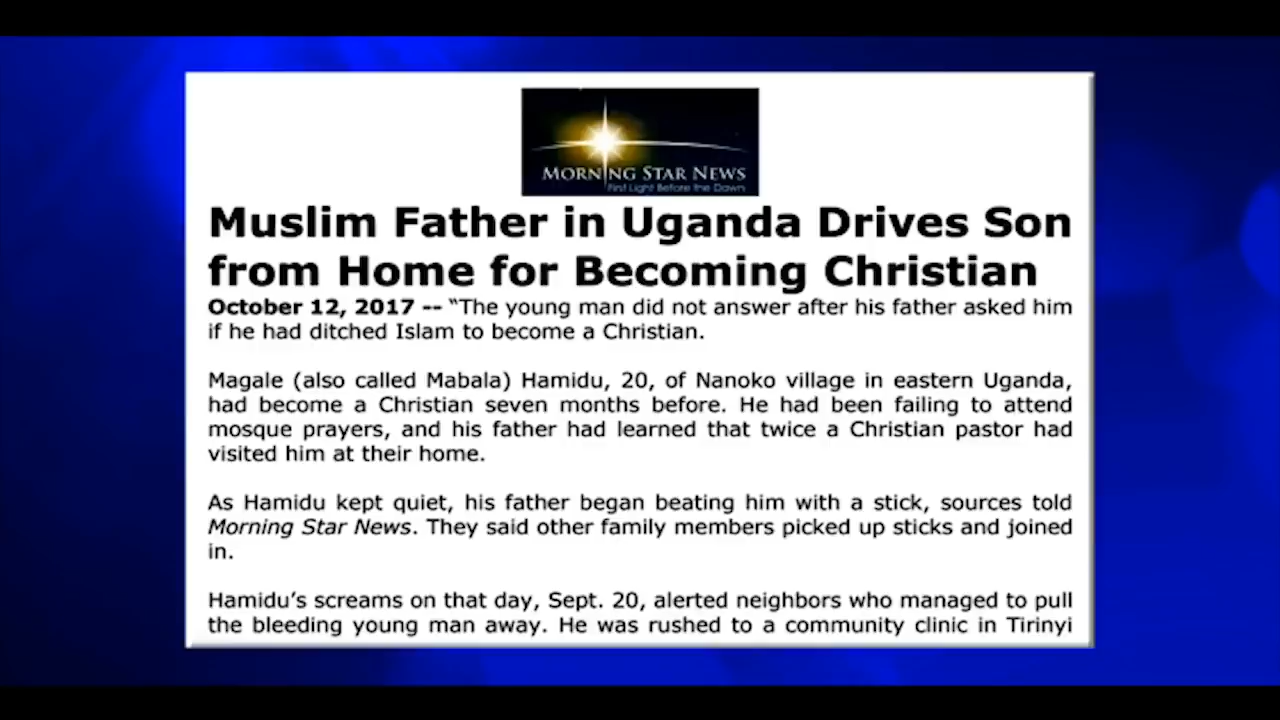 MORNING STAR NEWS
First Light Before the Dawn
Muslim Father in Uganda Drives Son
from Home for Becoming Christian
October 12, 2017 -- “The young man did not answer after his father asked him
if he had ditched Islam to become a Christian.
Magale (also called Mabala) Hamidu, 20, of Nanoko village in eastern Uganda,
had become a Christian seven months before. He had been failing to attend
mosque prayers, and his father had learned that twice a Christian pastor had
visited him at their home.
As Hamidu kept quiet, his father began beating him with a stick, sources told
Morning Star News. They said other family members picked up sticks and joined
in.
Hamidu’s screams on that day, Sept. 20, alerted neighbors who managed to pull
the bleeding young man away. He was rushed to a community clinic in Tirinyi